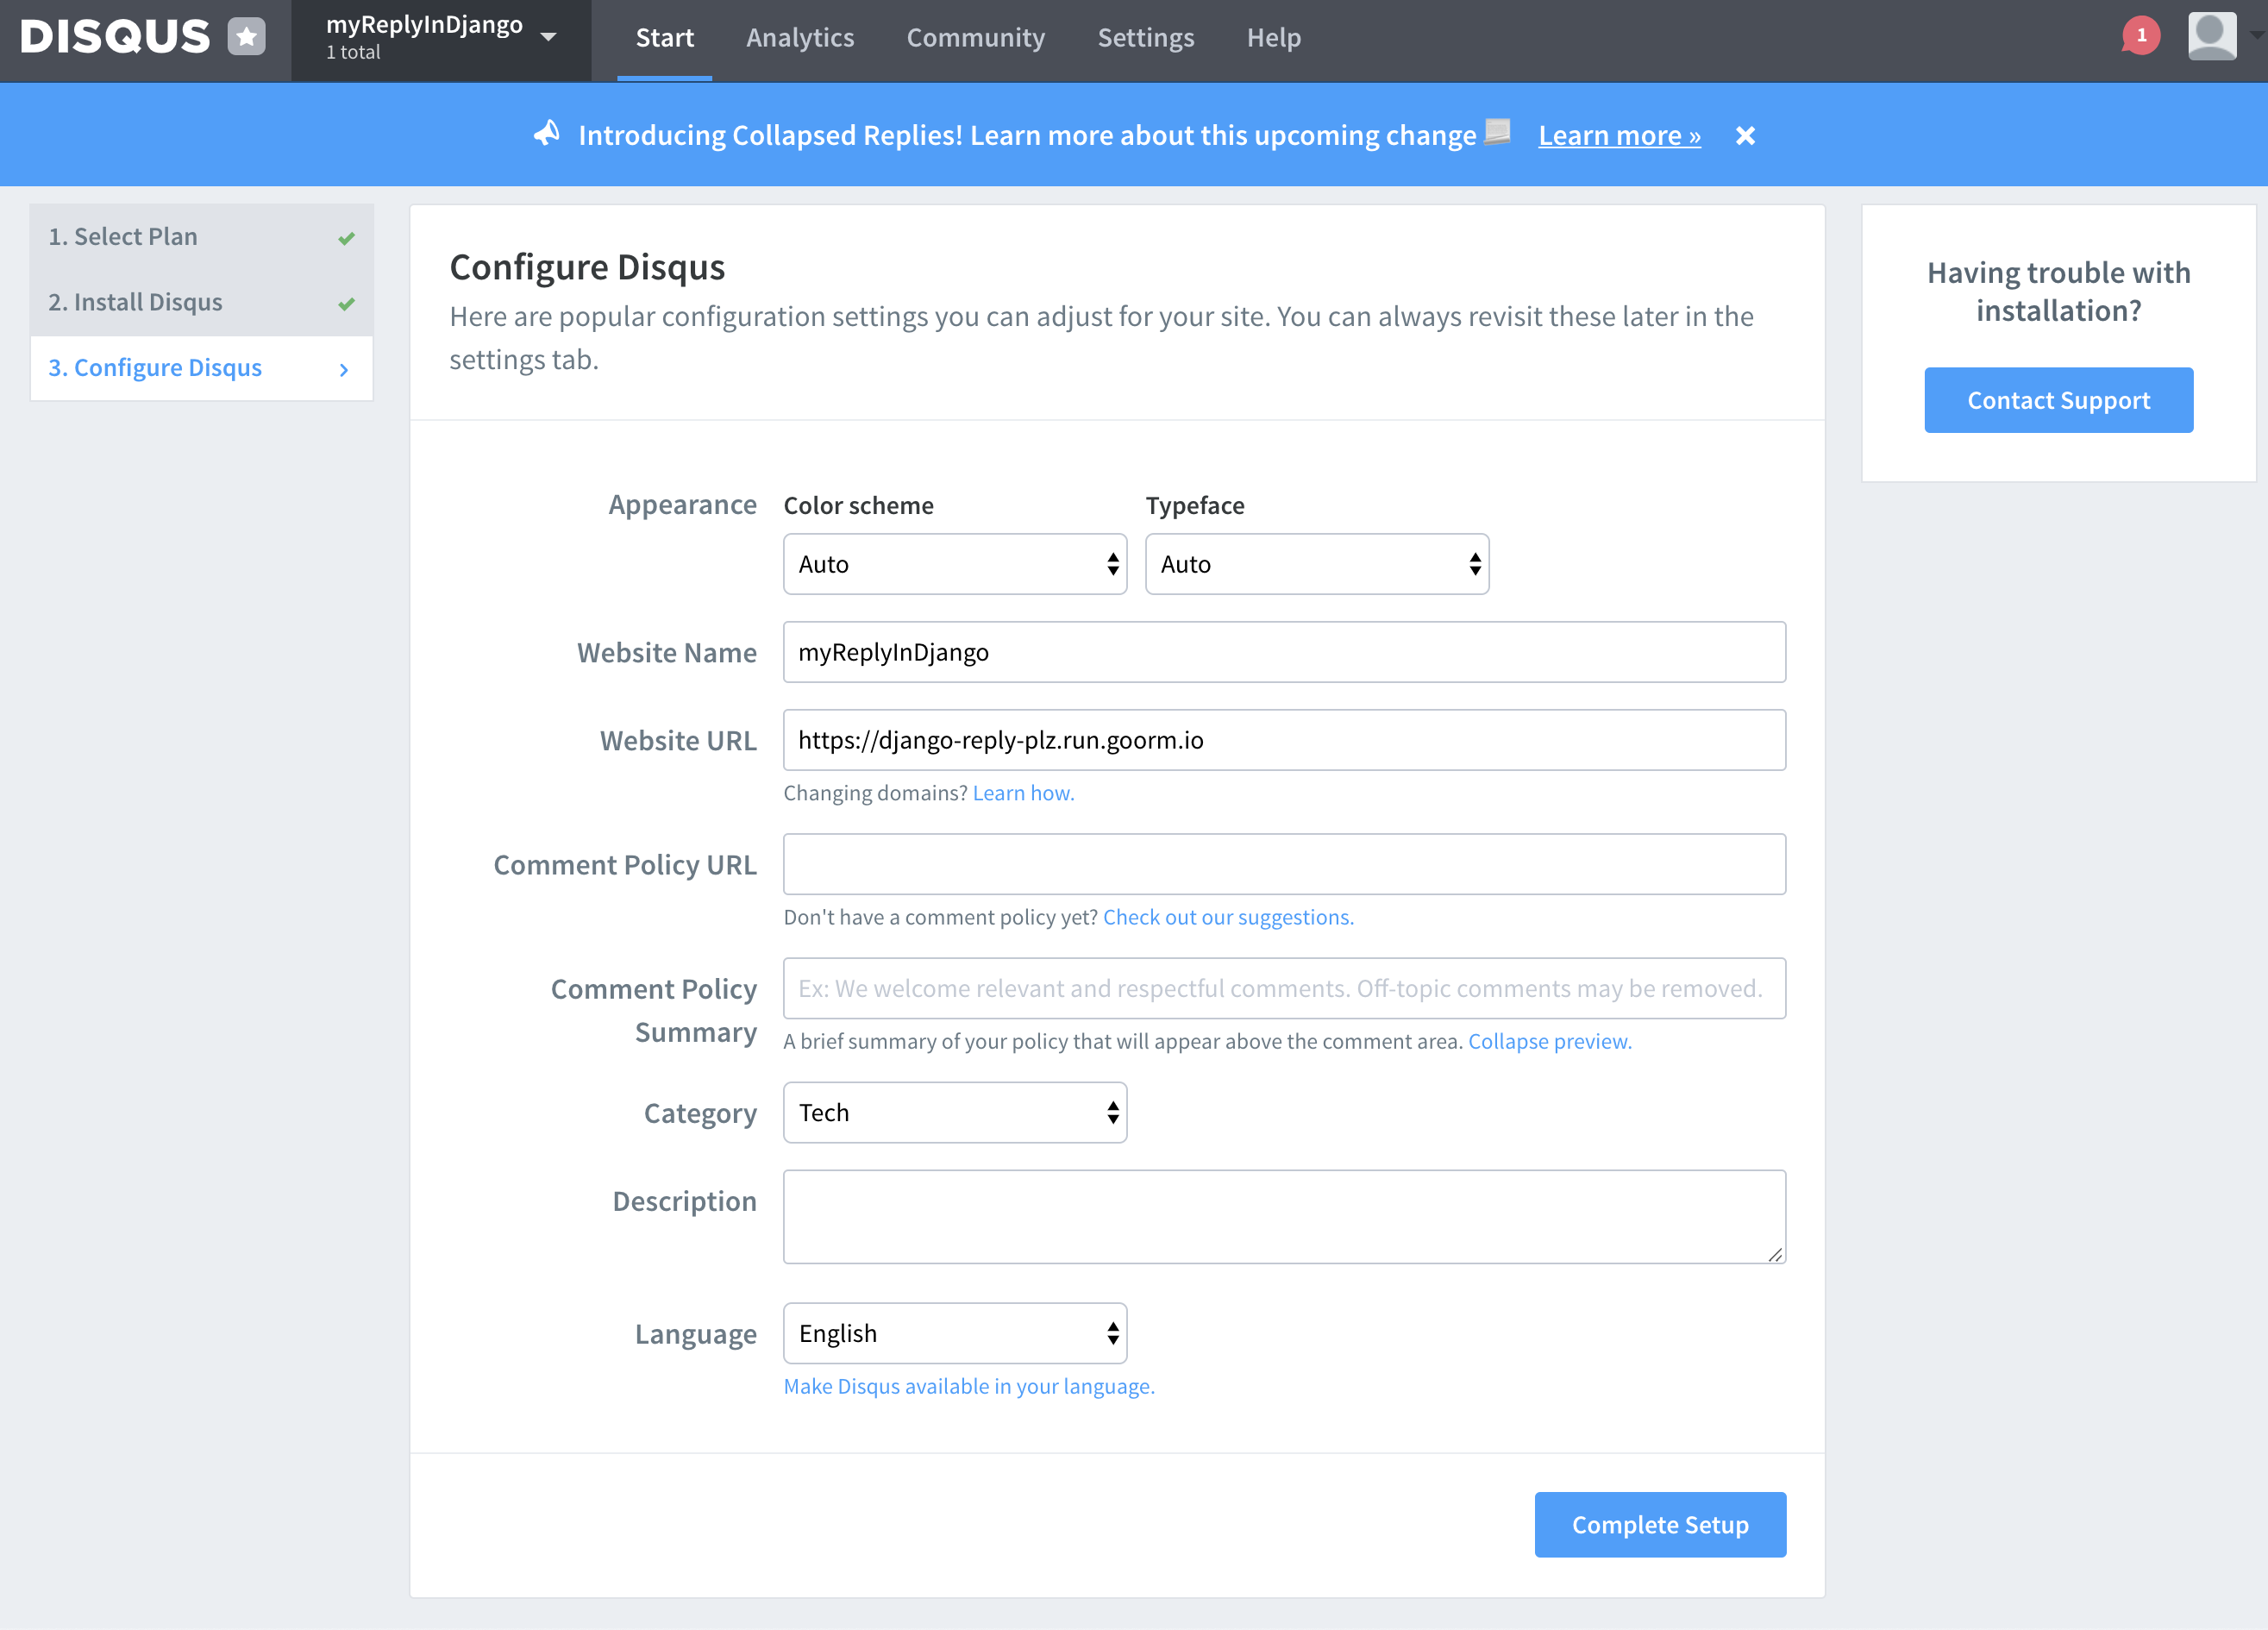 DISQUS
myReplyInDjango
1 total
Start
Analytics
Community
Settings
Help
1
Introducing Collapsed Replies! Learn more about this upcoming change
Learn more »
1. Select Plan
2. Install Disqus
3. Configure Disqus
Configure Disqus
Here are popular configuration settings you can adjust for your site. You can always revisit these later in the
settings tab.
Having trouble with
installation?
Contact Support
Appearance
Color scheme
Typeface
Auto
Auto
Website Name
myReplyInDjango
Website URL
https://django-reply-plz.run.goorm.io
Changing domains? Learn how.
Comment Policy URL
Don't have a comment policy yet? Check out our suggestions.
Comment Policy
Summary
Ex: We welcome relevant and respectful comments. Off-topic comments may be removed.
A brief summary of your policy that will appear above the comment area. Collapse preview.
Category
Tech
Description
Language
English
Make Disqus available in your language.
Complete Setup